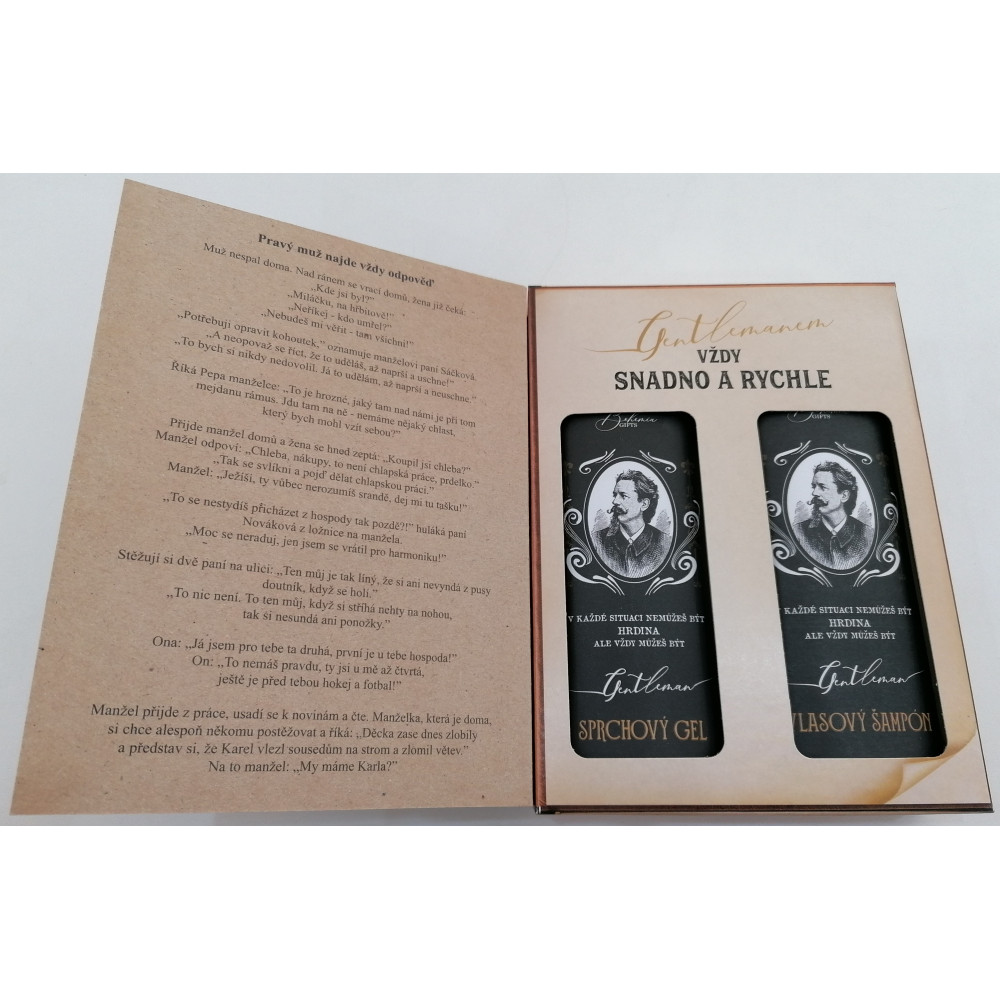 Pravý muž najde vždy odpověď
Muž nespal doma. Nad ránem se vrací domů, žena již čeká:
„Kde jsi byl?”
„Miláčku, na hřbitově!”
„Neříkej - kdo umřel?”
„Nebudeš mi věřit - tam všichni!”
„Potřebuji opravit kohoutek,” oznamuje manželovi paní Sáčková.
„A neopovaž se říct, že to uděláš, až naprší a uschne!”
„To bych si nikdy nedovolil. Já to udělám, až naprší a neuschne.”
Říká Pepa manželce: „To je hrozné, jaký tam nad námi je při tom
mejdanu rámus. Jdu tam na ně - nemáme nějaký chlast,
který bych mohl vzít sebou?”
Přijde manžel domů a žena se hned zeptá: „Koupil jsi chleba?”
Manžel odpoví: „Chleba, nákupy, to není chlapská práce, prdelko.”
„Tak se svlíkni a pojď dělat chlapskou práci.”
Manžel: „Ježíši, ty vůbec nerozumíš srandě, dej mi tu tašku!”
„To se nestydíš přicházet z hospody tak pozdě?!” huláká paní
Nováková z ložnice na manžela.
„Moc se neraduj, jen jsem se vrátil pro harmoniku!”
Stěžují si dvě paní na ulici: „Ten můj je tak líný, že si ani nevyndá z pusy
doutník, když se holí.”
„To nic není. To ten můj, když si stříhá nehty na nohou,
tak si nesundá ani ponožky.”
Ona: „Já jsem pro tebe ta druhá, první je u tebe hospoda!”
On: „To nemáš pravdu, ty jsi u mě až čtvrtá,
ještě je před tebou hokej a fotbal!”
Manžel přijde z práce, usadí se k novinám a čte. Manželka, která je doma,
si chce alespoň někomu postěžovat a říká: „Děcka zase dnes zlobily
a představ si, že Karel vlezl sousedům na strom a zlomil větev.”
Na to manžel: „My máme Karla?”
Gentlemanem
VŽDY
SNADNO A RYCHLE
Bohemia
GIFTS
V KAŽDÉ SITUACI NEMŮŽEŠ BÝT
HRDINA
ALE VŽDY MŮŽEŠ BÝT
Gentleman
SPRCHOVÝ GEL
Bohemia
GIFTS
V KAŽDÉ SITUACI NEMŮŽEŠ BÝT
HRDINA
ALE VŽDY MŮŽEŠ BÝT
Gentleman
VLASOVÝ ŠAMPÓN